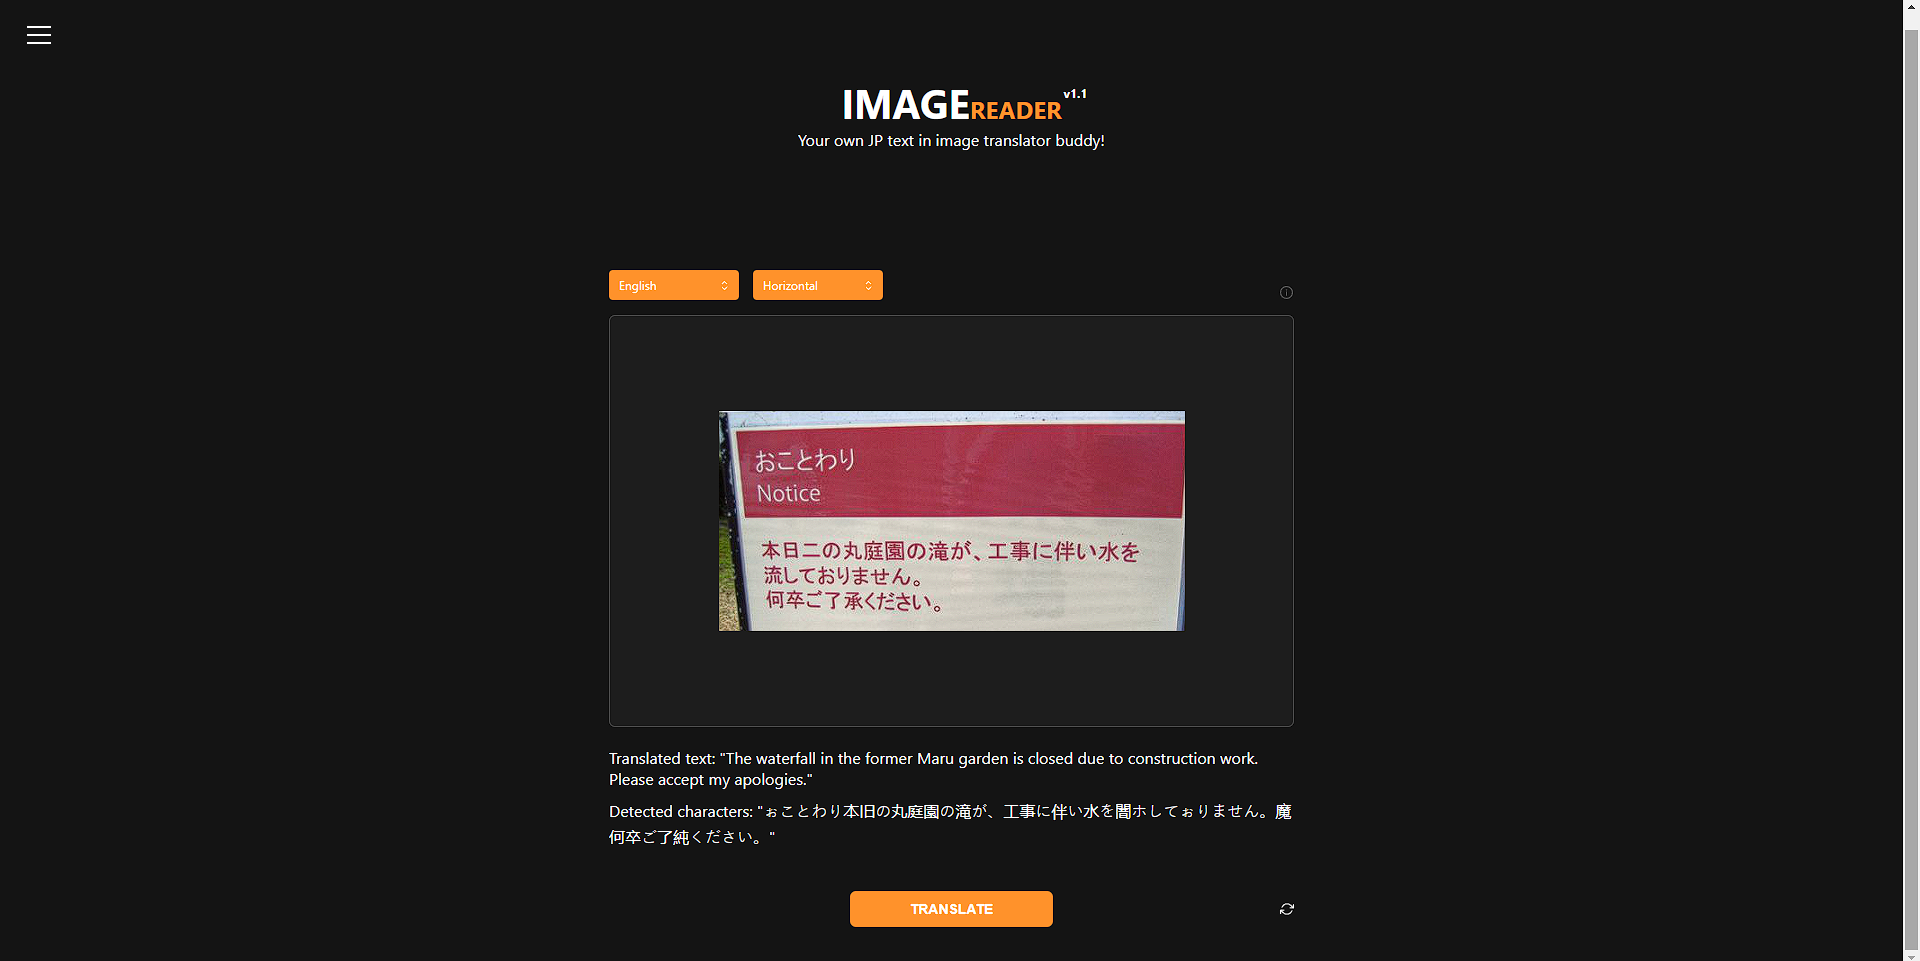 IMAGEREADER v1.1
Your own JP text in image translator buddy!
English
Horizontal
おことわり
Notice
本日二の丸庭園の滝が、工事に伴い水を
流しておりません。
何卒ご了承ください。
Translated text: "The waterfall in the former Maru garden is closed due to construction work.
Please accept my apologies."
Detected characters: "ぉことわり本旧の丸庭園の滝が、工事に伴い水を闇ホしてぉりません。魔
何卒ご了純ください。"
TRANSLATE